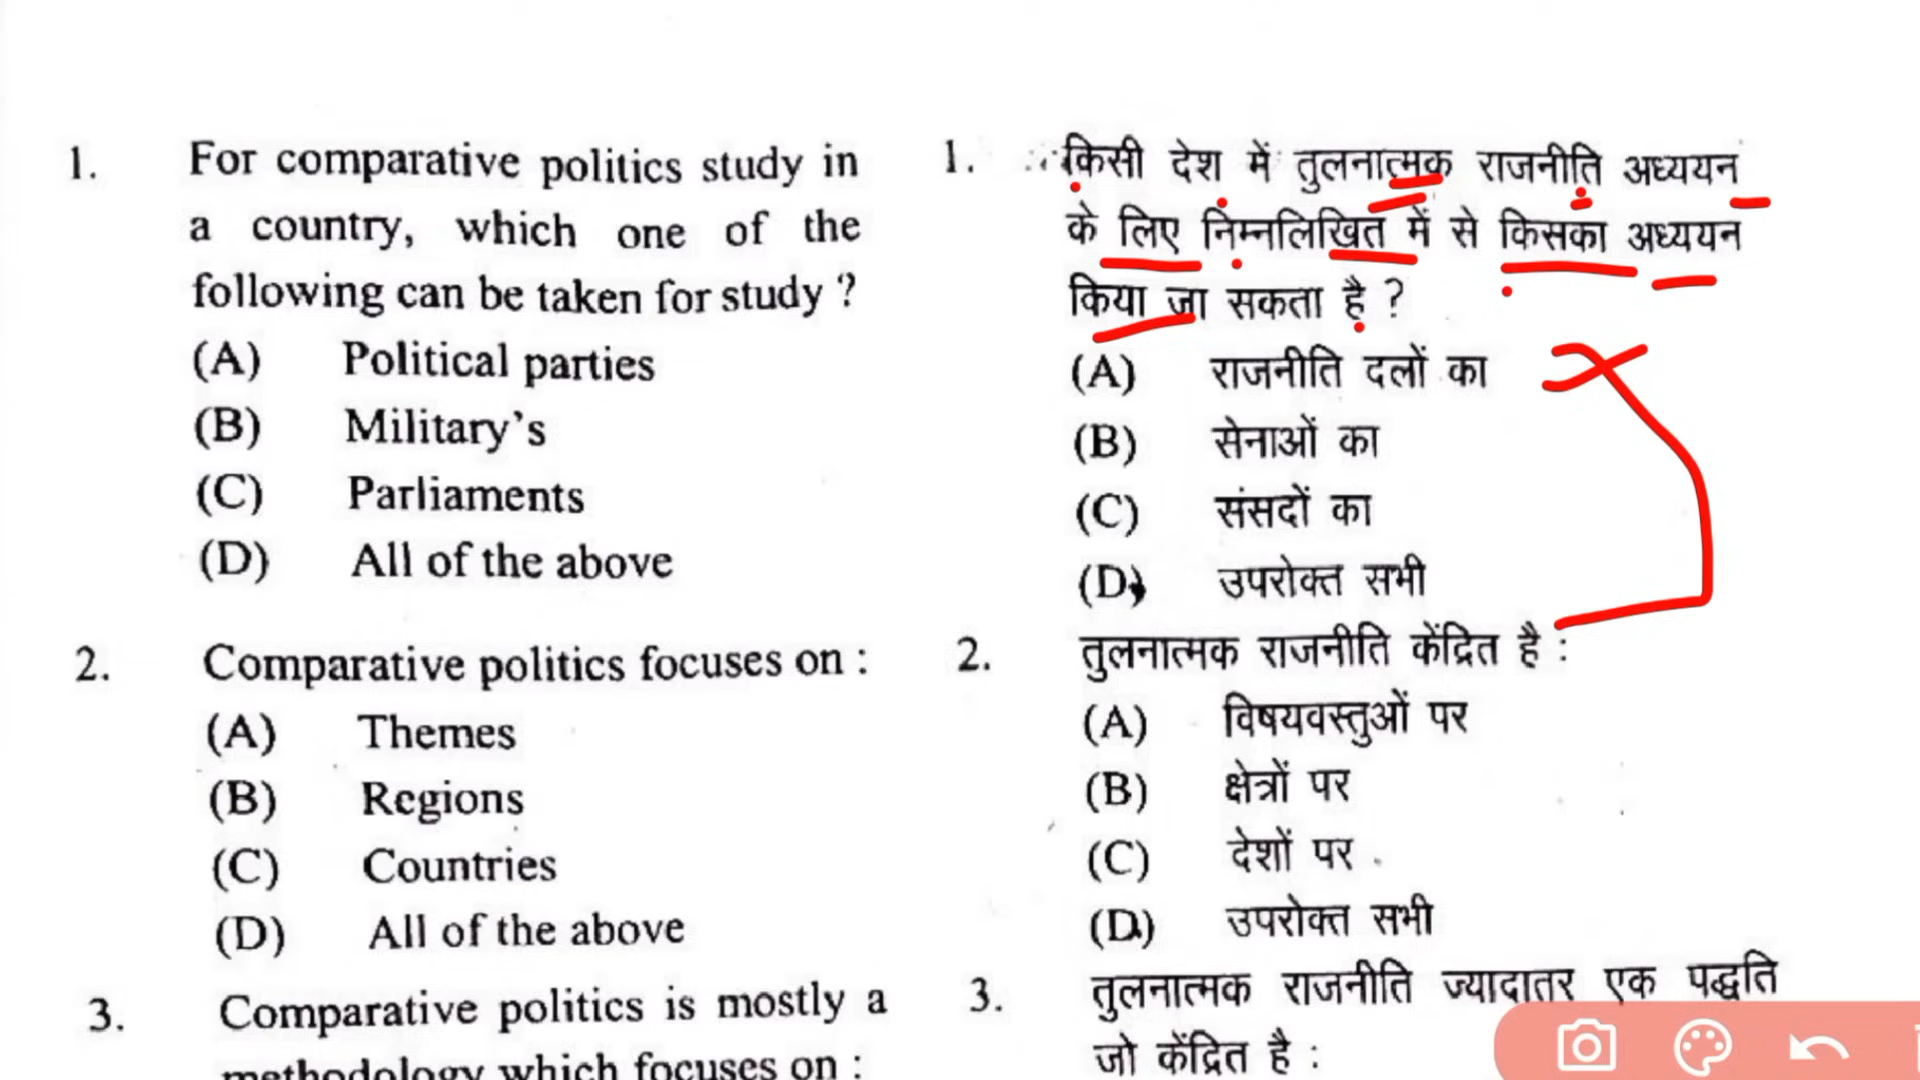 1. For comparative politics study in
a country, which one of the
following can be taken for study ?
(A) Political parties
(B) Military's
(C) Parliaments
(D) All of the above
2. Comparative politics focuses on :
(A) Themes
(B) Regions
(C) Countries
(D) All of the above
3. Comparative politics is mostly a
methodology which focuses on :
1. किसी देश में तुलनात्मक राजनीति अध्ययन
के लिए निम्नलिखित में से किसका अध्ययन
किया जा सकता है ?
(A) राजनीति दलों का
(B) सेनाओं का
(C) संसदों का
(D) उपरोक्त सभी
2. तुलनात्मक राजनीति केंद्रित है :
(A) विषयवस्तुओं पर
(B) क्षेत्रों पर
(C) देशों पर
(D) उपरोक्त सभी
3. तुलनात्मक राजनीति ज्यादातर एक पद्धति
जो केंद्रित है :